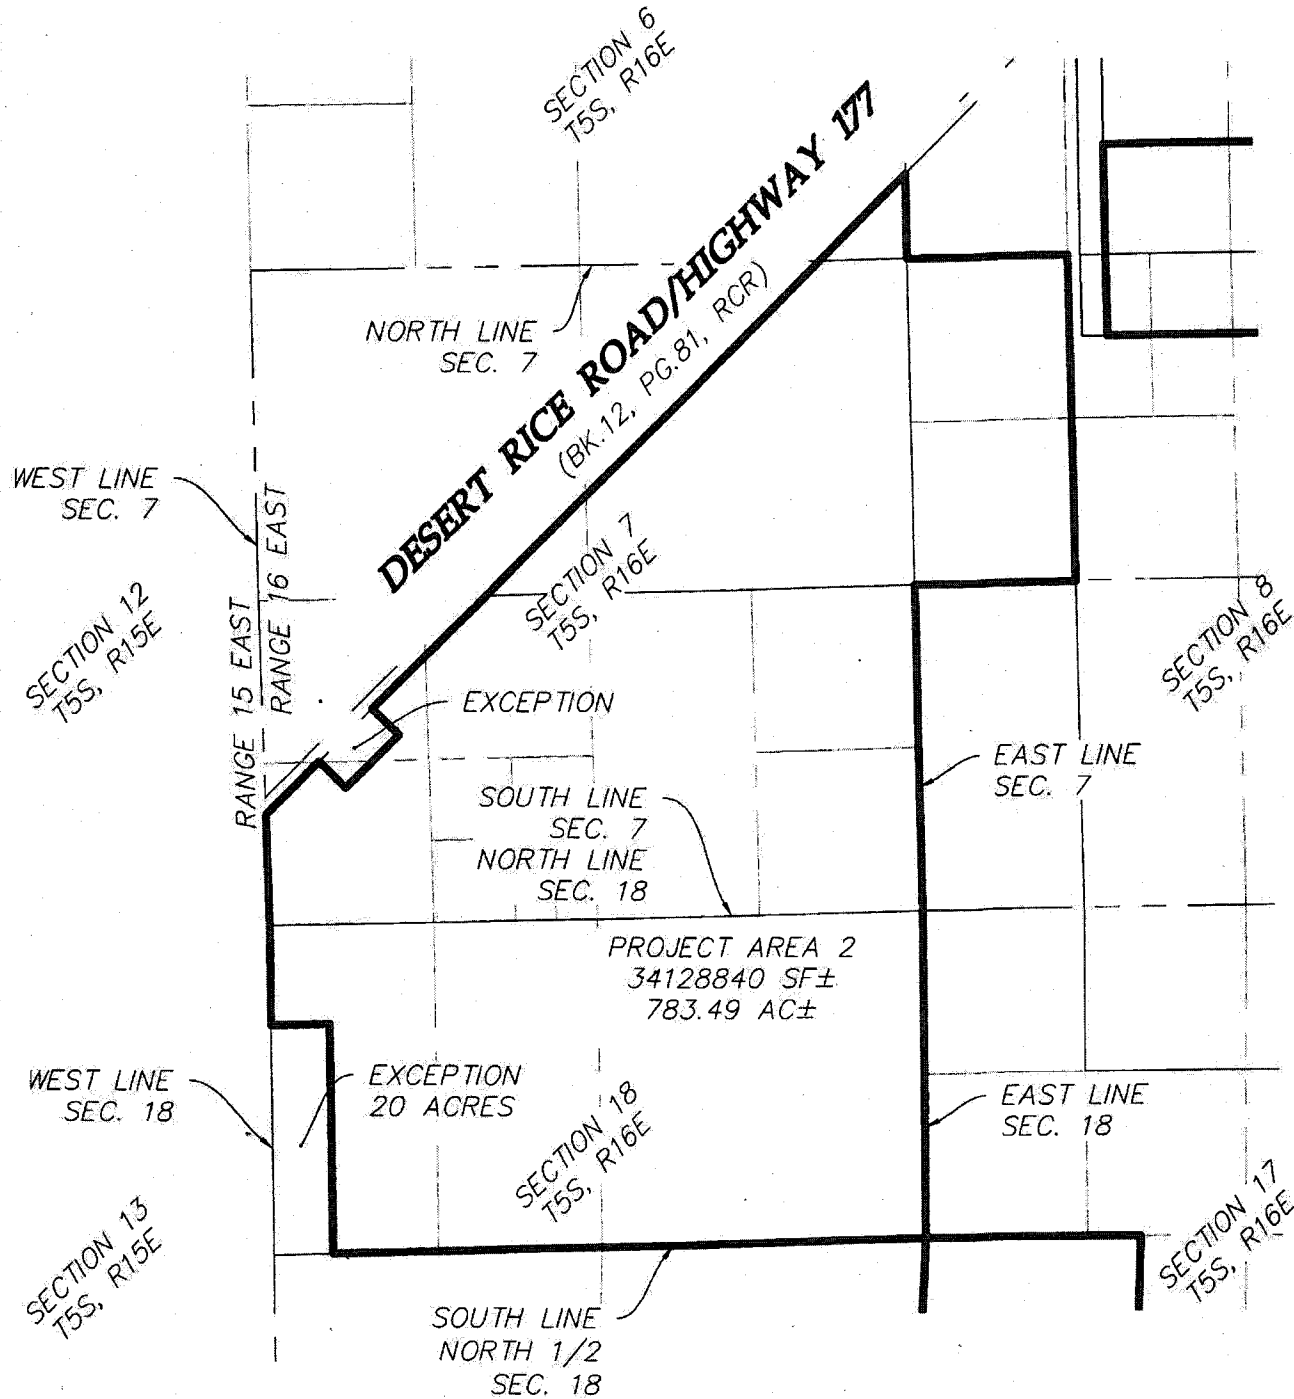 SECTION 6
T5S, R16E
DESERT RICE ROAD/HIGHWAY 177
(BK.12, PG.81, RCR)
NORTH LINE
SEC. 7
WEST LINE
SEC. 7
RANGE 15 EAST
RANGE 16 EAST
SECTION 12
T5S, R15E
SECTION 7
T5S, R16E
SECTION 8
T5S, R16E
EXCEPTION
EAST LINE
SEC. 7
SOUTH LINE
SEC. 7
NORTH LINE
SEC. 18
PROJECT AREA 2
34128840 SF±
783.49 AC±
WEST LINE
SEC. 18
EXCEPTION
20 ACRES
EAST LINE
SEC. 18
SECTION 18
T5S, R16E
SECTION 13
T5S, R15E
SECTION 17
T5S, R16E
SOUTH LINE
NORTH 1/2
SEC. 18